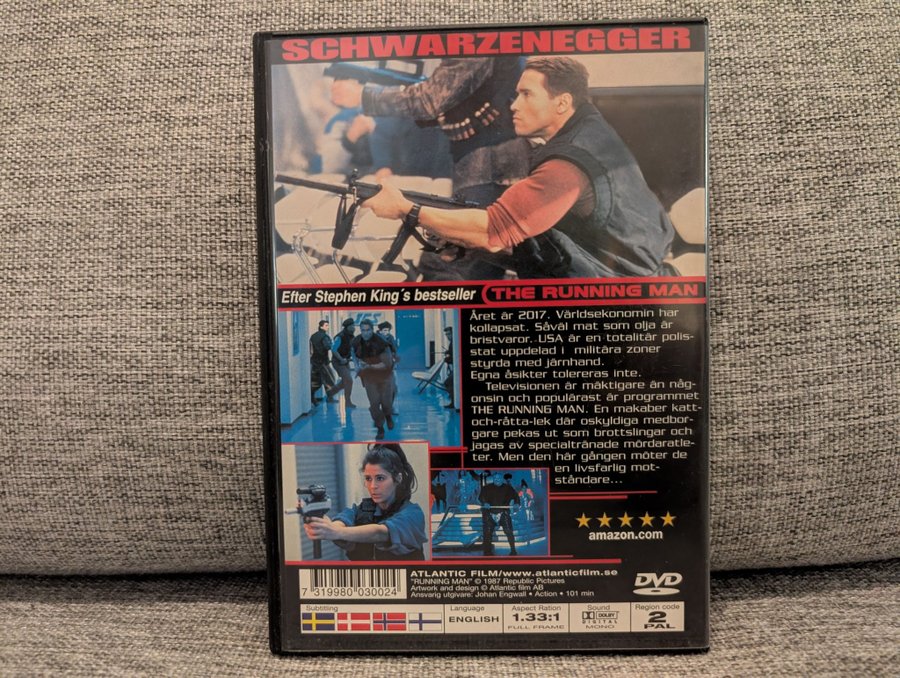 SCHWARZENEGGER
Efter Stephen King´s bestseller
THE RUNNING MAN
Året är 2017. Världsekonomin har
kollapsat. Såväl mat som olja är
bristvaror. USA är en totalitär polis-
stat uppdelad i militära zoner
styrda med järnhand.
Egna åsikter tolereras inte.
Televisionen är mäktigare än någ-
onsin och populärast är programmet
THE RUNNING MAN. En makaber katt-
och-råtta-lek där oskyldiga medbor-
gare pekas ut som brottslingar och
jagas av specialtränade mördaratle-
ter. Men den här gången möter de
en livsfarlig mot-
ståndare...
amazon.com
ATLANTIC FILM/www.atlanticfilm.se
"RUNNING MAN" © 1987 Republic Pictures
Artwork and design © Atlantic film AB
Ansvarig utgivare: Johan Engwall • Action • 101 min
DVD
7 319980 030024
Subtitling
Language
ENGLISH
Aspect Ration
1.33:1
FULL FRAME
Sound
DOLBY
DIGITAL
MONO
Region code
2
PAL